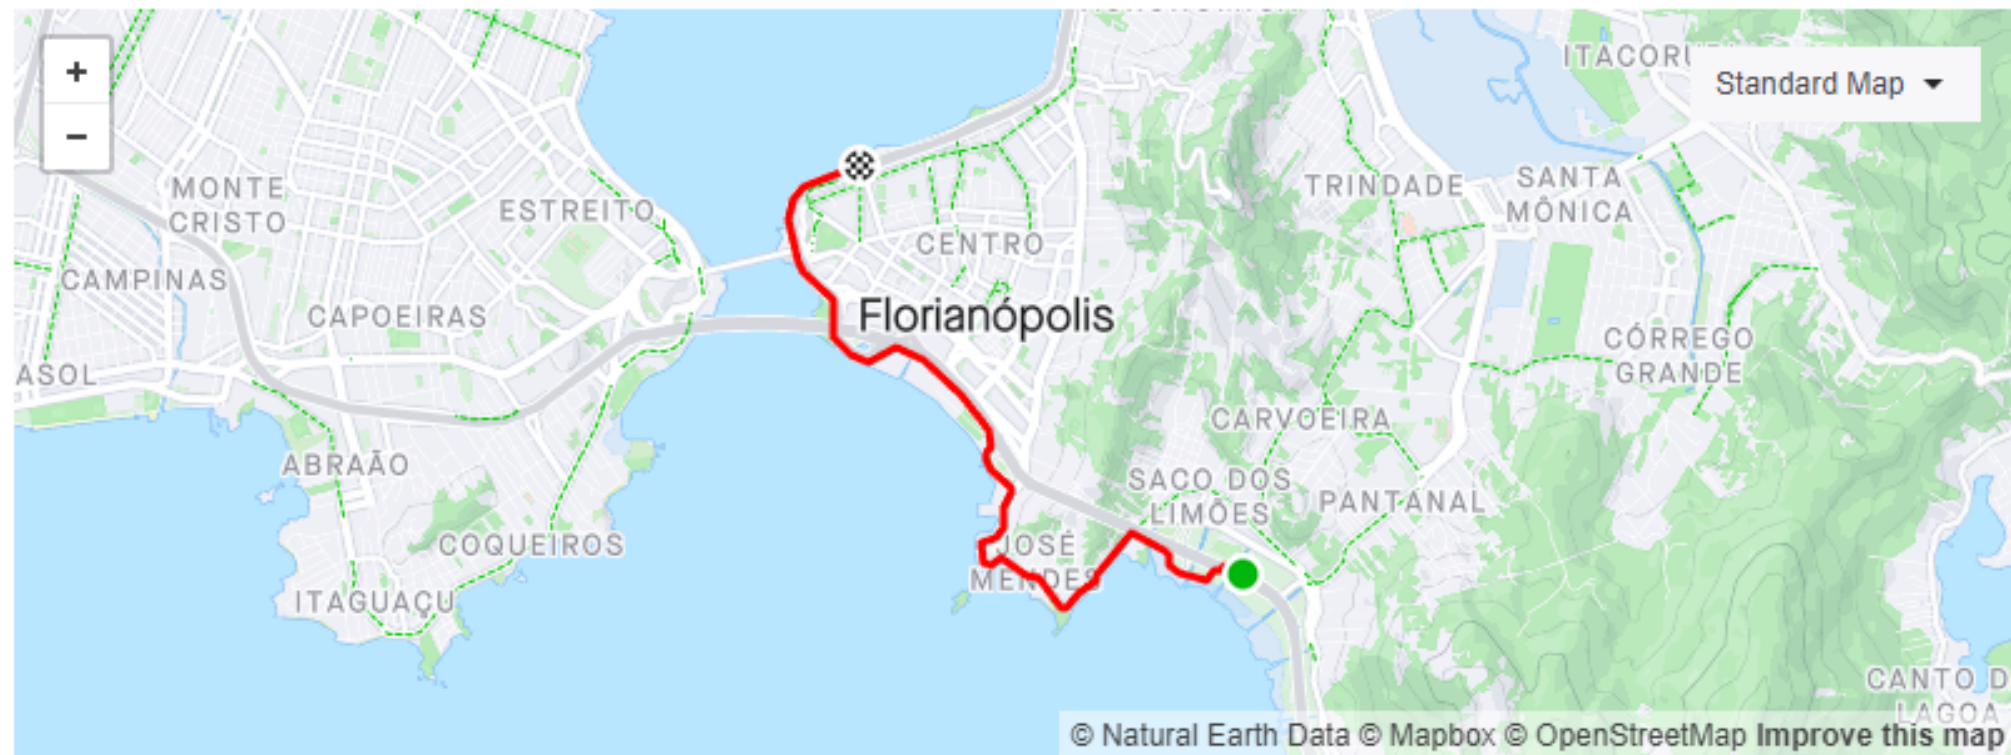 +
−
Standard Map
MONTE
CRISTO
ESTREITO
CENTRO
TRINDADE
SANTA
MÔNICA
CAMPINAS
CAPOEIRAS
Florianópolis
CÓRREGO
GRANDE
ASOL
ABRAÃO
CARVOEIRA
SACO DOS
LIMÕES
PANTANAL
COQUEIROS
JOSÉ
MENDES
ITAGUAÇU
CANTO D
LAGOA
© Natural Earth Data © Mapbox © OpenStreetMap Improve this map